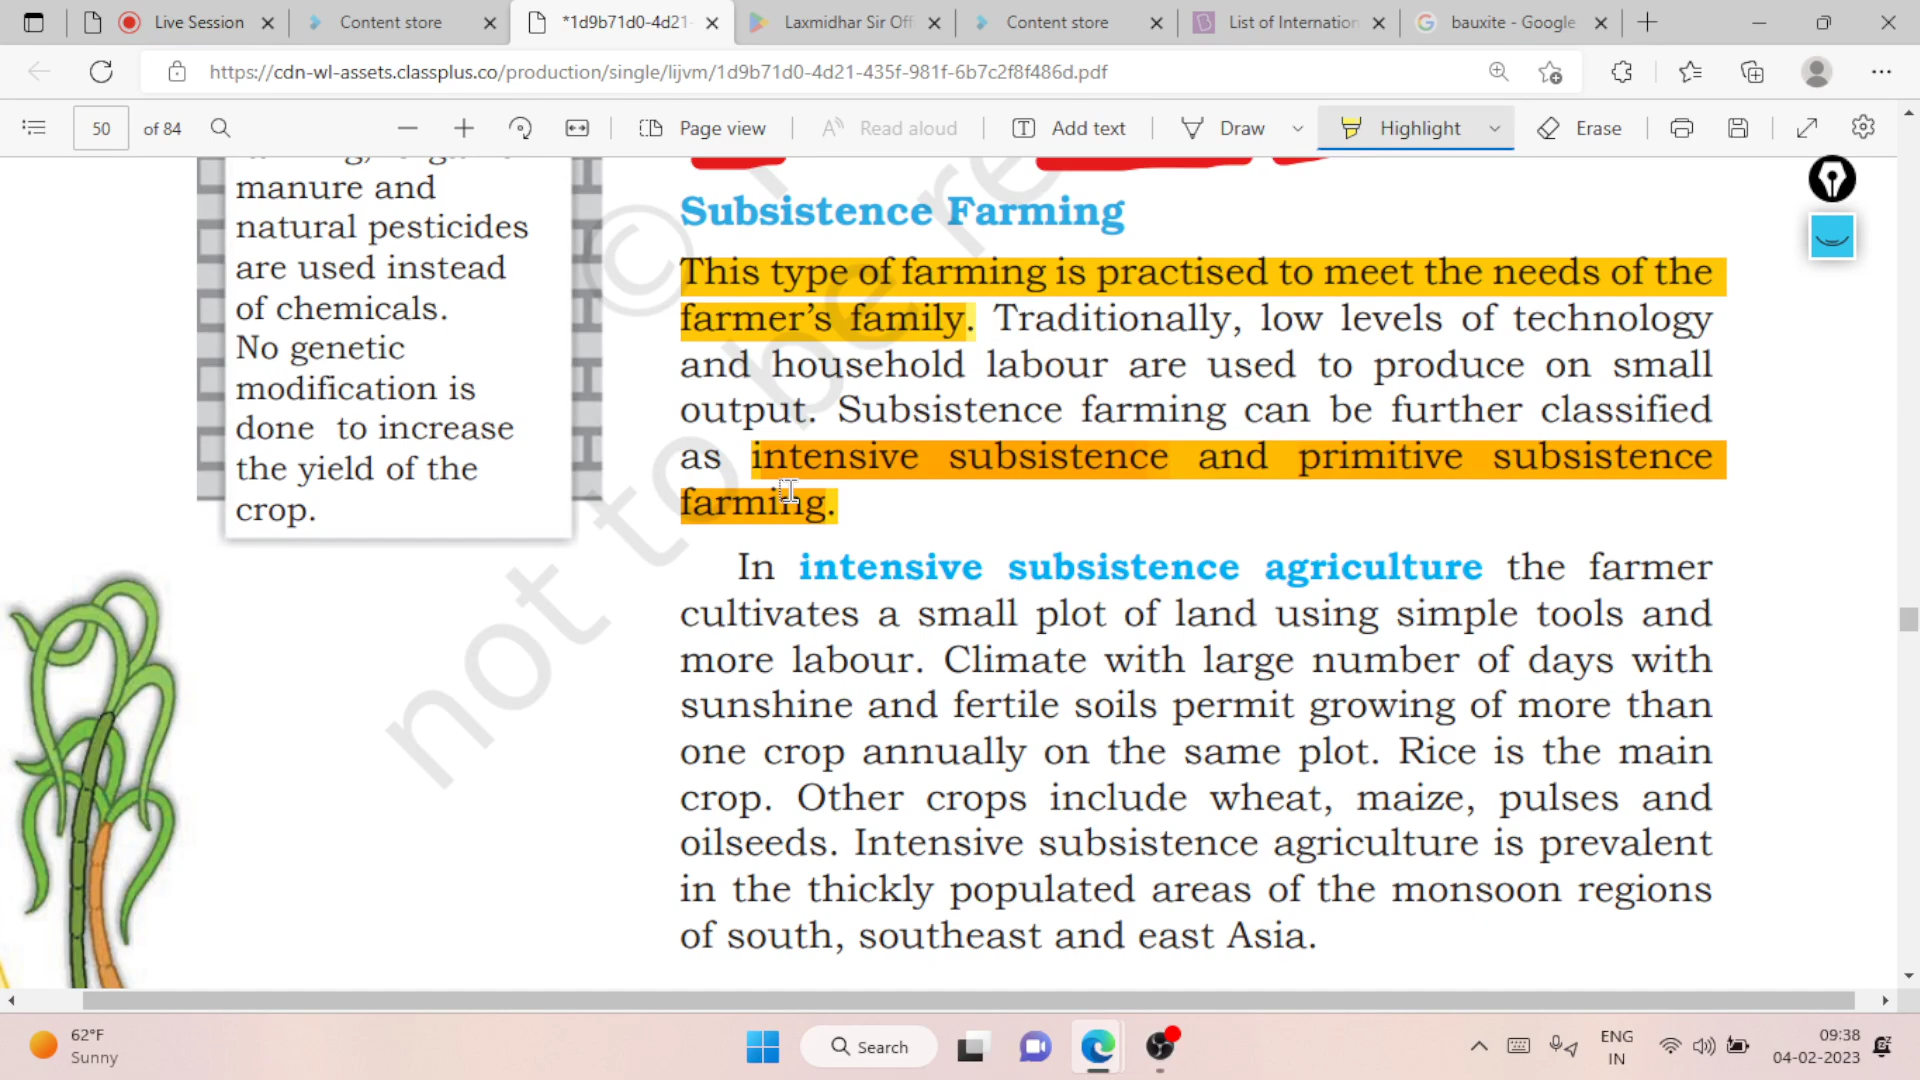 Live Session
Content store
*1d9b71d0-4d21-
Laxmidhar Sir Off
Content store
List of Internation
bauxite - Google
https://cdn-wl-assets.classplus.co/production/single/lijvm/1d9b71d0-4d21-435f-981f-6b7c2f8f486d.pdf
50 of 84
Page view
Read aloud
Add text
Draw
Highlight
Erase
manure and
natural pesticides
are used instead
of chemicals.
No genetic
modification is
done to increase
the yield of the
crop.
Subsistence Farming
This type of farming is practised to meet the needs of the
farmer's family. Traditionally, low levels of technology
and household labour are used to produce on small
output. Subsistence farming can be further classified
as intensive subsistence and primitive subsistence
farming.
In intensive subsistence agriculture the farmer
cultivates a small plot of land using simple tools and
more labour. Climate with large number of days with
sunshine and fertile soils permit growing of more than
one crop annually on the same plot. Rice is the main
crop. Other crops include wheat, maize, pulses and
oilseeds. Intensive subsistence agriculture is prevalent
in the thickly populated areas of the monsoon regions
of south, southeast and east Asia.
© not to be re
62°F
Sunny
Search
ENG
IN
09:38
04-02-2023